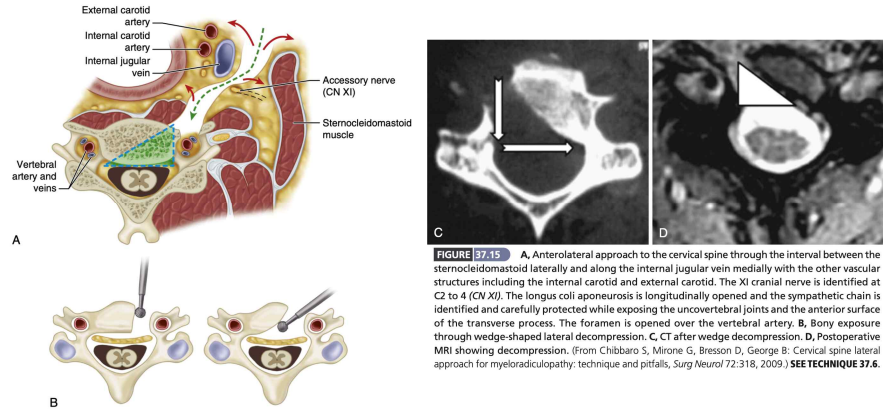 External carotid
artery
Internal carotid
artery
Internal jugular
vein
Accessory nerve
(CN XI)
Sternocleidomastoid
muscle
Vertebral
artery and
veins
A
B
C
D
FIGURE 37.15 A, Anterolateral approach to the cervical spine through the interval between the
sternocleidomastoid laterally and along the internal jugular vein medially with the other vascular
structures including the internal carotid and external carotid. The XI cranial nerve is identified at
C2 to 4 (CN XI). The longus coli aponeurosis is longitudinally opened and the sympathetic chain is
identified and carefully protected while exposing the uncovertebral joints and the anterior surface
of the transverse process. The foramen is opened over the vertebral artery. B, Bony exposure
through wedge-shaped lateral decompression. C, CT after wedge decompression. D, Postoperative
MRI showing decompression. (From Chibbaro S, Mirone G, Bresson D, George B: Cervical spine lateral
approach for myeloradiculopathy: technique and pitfalls, Surg Neurol 72:318, 2009.) SEE TECHNIQUE 37.6.